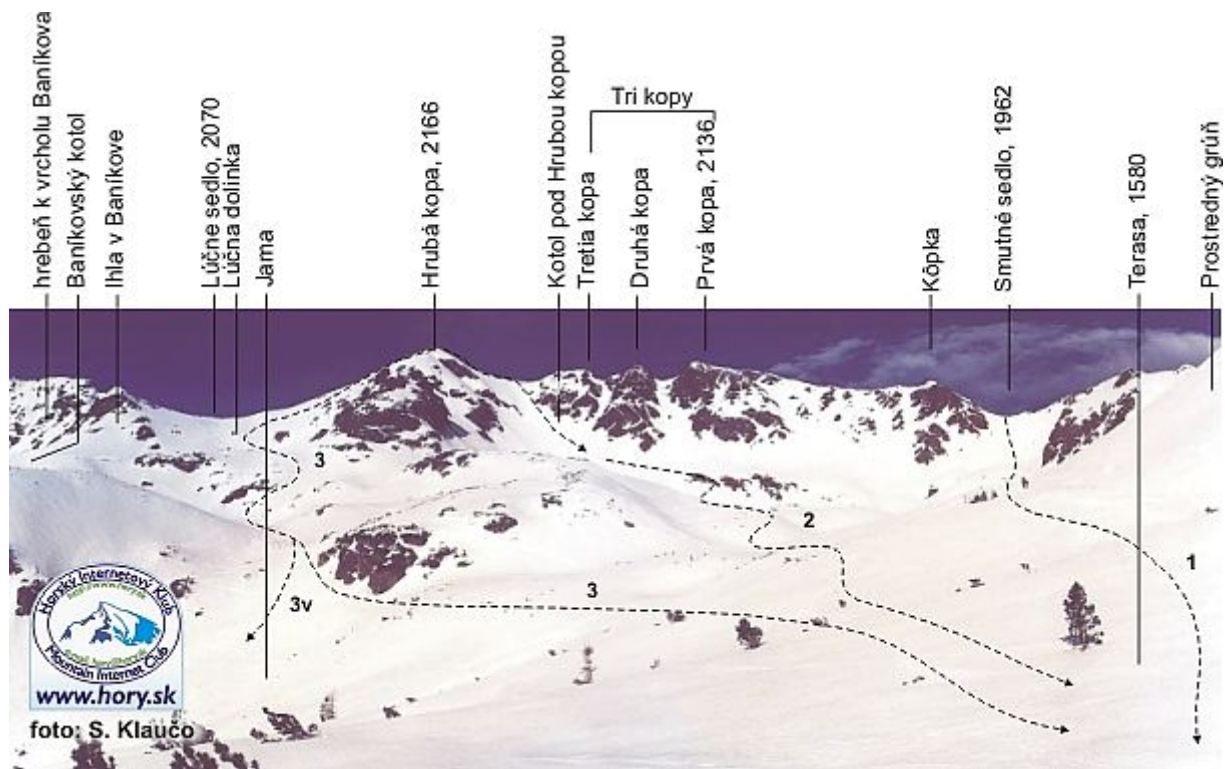 hrebeň k vrcholu Baníkova
Baníkovský kotol
Ihla v Baníkove
Lúčne sedlo, 2070
Lúčna dolinka
Jama
Hrubá kopa, 2166
Kotol pod Hrubou kopou
Tri kopy
Tretia kopa
Druhá kopa
Prvá kopa, 2136
Kôpka
Smutné sedlo, 1962
Terasa, 1580
Prostredný grúň
3
2
1
3v
3
Horský Internetový Klub
Mountain Internet Club
www.hory.sk
foto: S. Klaučo